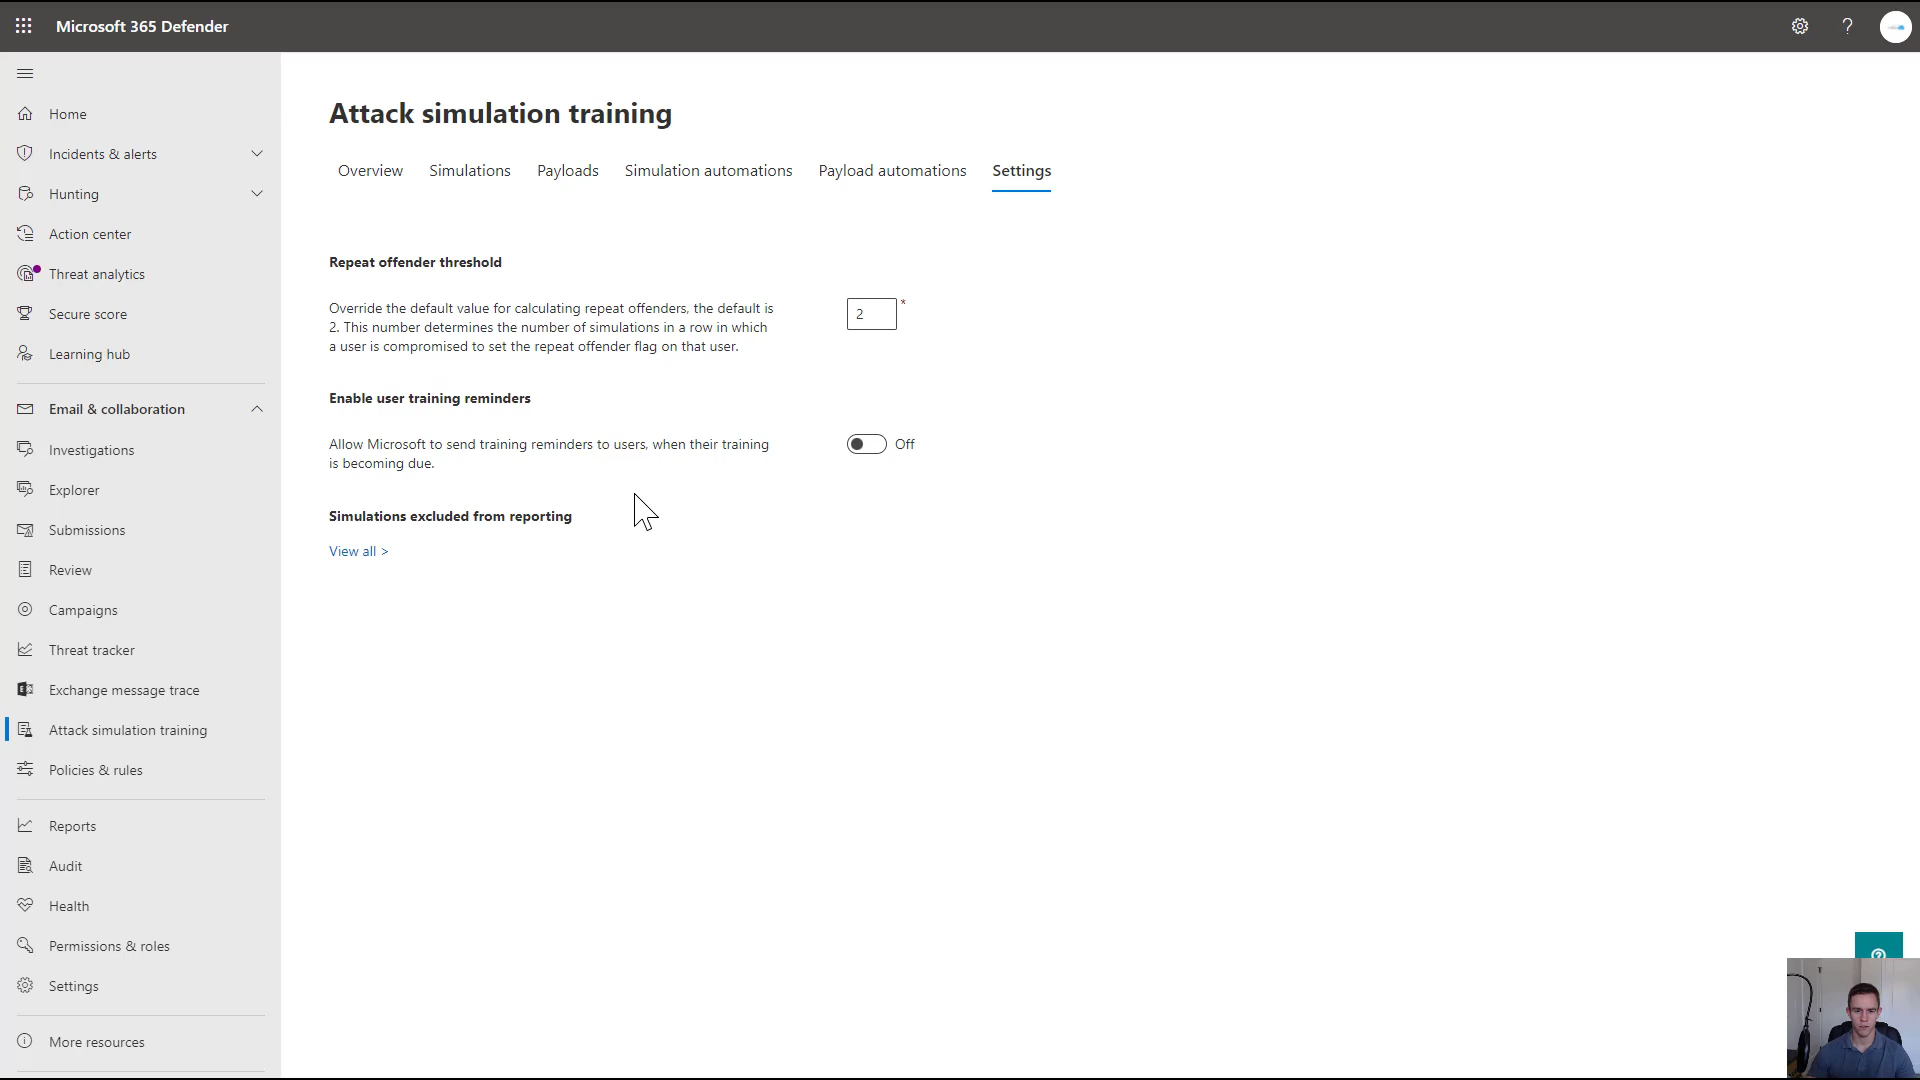 Microsoft 365 Defender
?
Home
Incidents & alerts
Hunting
Action center
Threat analytics
Secure score
Learning hub
Email & collaboration
Investigations
Explorer
Submissions
Review
Campaigns
Threat tracker
Exchange message trace
Attack simulation training
Policies & rules
Reports
Audit
Health
Permissions & roles
Settings
More resources
Attack simulation training
Overview Simulations Payloads Simulation automations Payload automations Settings
Repeat offender threshold
Override the default value for calculating repeat offenders, the default is
2. This number determines the number of simulations in a row in which
a user is compromised to set the repeat offender flag on that user.
2 *
Enable user training reminders
Allow Microsoft to send training reminders to users, when their training
is becoming due.
Off
Simulations excluded from reporting
View all >